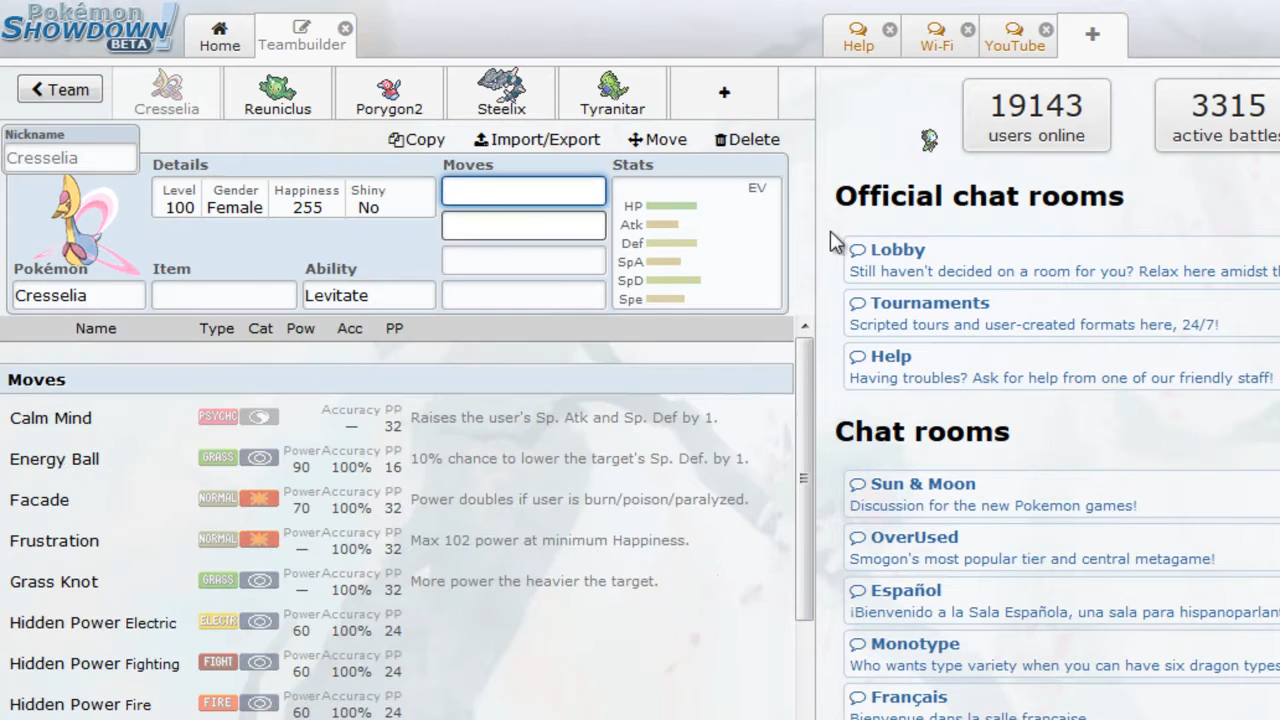 Pokémon
SHOWDOWN!
BETA
Home
Teambuilder
Help
Wi-Fi
YouTube
+
Team
Cresselia
Reuniclus
Porygon2
Steelix
Tyranitar
+
19143
users online
3315
active battles
Copy
Import/Export
Move
Delete
Nickname
Cresselia
Details
Level
100
Gender
Female
Happiness
255
Shiny
No
Moves
Stats
EV
HP
Atk
Def
SpA
SpD
Spe
Pokémon
Cresselia
Item
Ability
Levitate
Name Type Cat Pow Acc PP
Moves
Calm Mind PSYCHC Accuracy — PP 32 Raises the user's Sp. Atk and Sp. Def by 1.
Energy Ball GRASS Power 90 Accuracy 100% PP 16 10% chance to lower the target's Sp. Def. by 1.
Facade NORMAL Power 70 Accuracy 100% PP 32 Power doubles if user is burn/poison/paralyzed.
Frustration NORMAL Power — Accuracy 100% PP 32 Max 102 power at minimum Happiness.
Grass Knot GRASS Power — Accuracy 100% PP 32 More power the heavier the target.
Hidden Power Electric ELECTR Power 60 Accuracy 100% PP 24
Hidden Power Fighting FIGHT Power 60 Accuracy 100% PP 24
Hidden Power Fire FIRE Power 60 Accuracy 100% PP 24
Official chat rooms
Lobby
Still haven't decided on a room for you? Relax here amidst th
Tournaments
Scripted tours and user-created formats here, 24/7!
Help
Having troubles? Ask for help from one of our friendly staff!
Chat rooms
Sun & Moon
Discussion for the new Pokemon games!
OverUsed
Smogon's most popular tier and central metagame!
Español
¡Bienvenido a la Sala Española, una sala para hispanoparlan
Monotype
Who wants type variety when you can have six dragon types
Français
Bienvenue dans la salle française